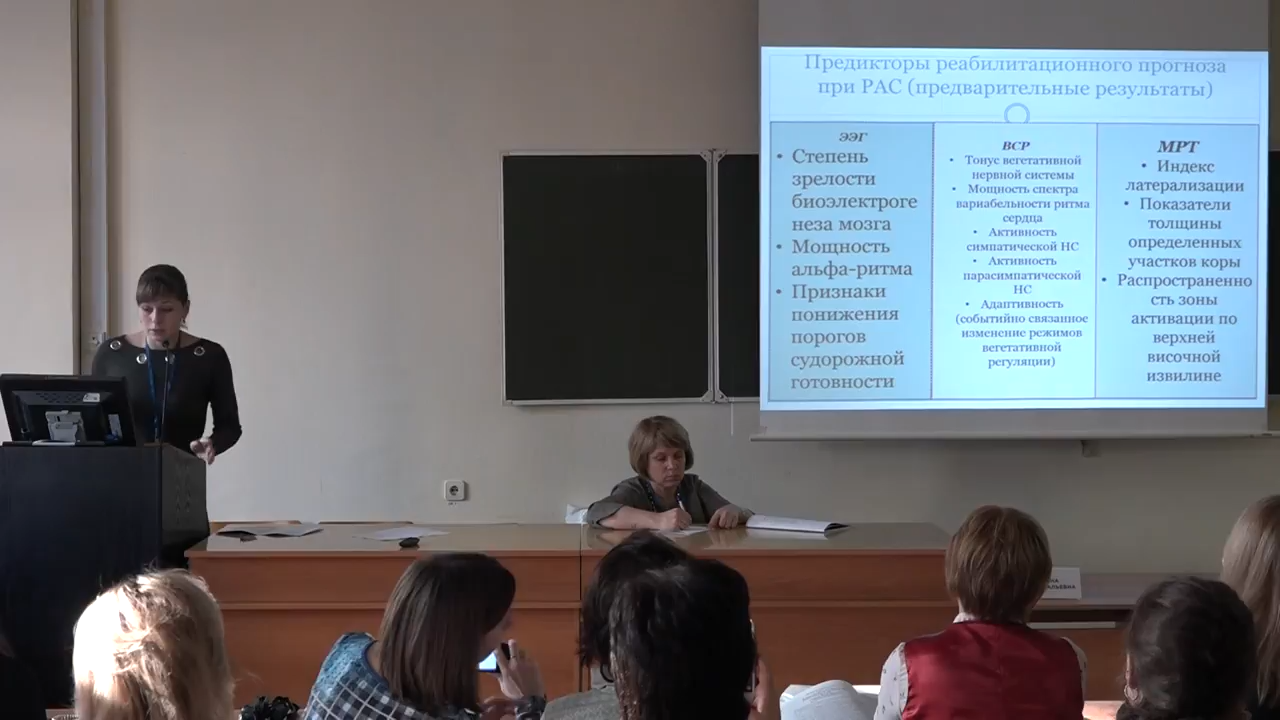 Предикторы реабилитационного прогноза
при РАС (предварительные результаты)
ЭЭГ
• Степень
зрелости
биоэлектроге
неза мозга
• Мощность
альфа-ритма
• Признаки
понижения
порогов
судорожной
готовности
ВСР
• Тонус вегетативной
нервной системы
• Мощность спектра
вариабельности ритма
сердца
• Активность
симпатической НС
• Активность
парасимпатической
НС
• Адаптивность
(событийно связанное
изменение режимов
вегетативной
регуляции)
МРТ
• Индекс
латерализации
• Показатели
толщины
определенных
участков коры
• Распространенно
сть зоны
активации по
верхней
височной
извилине